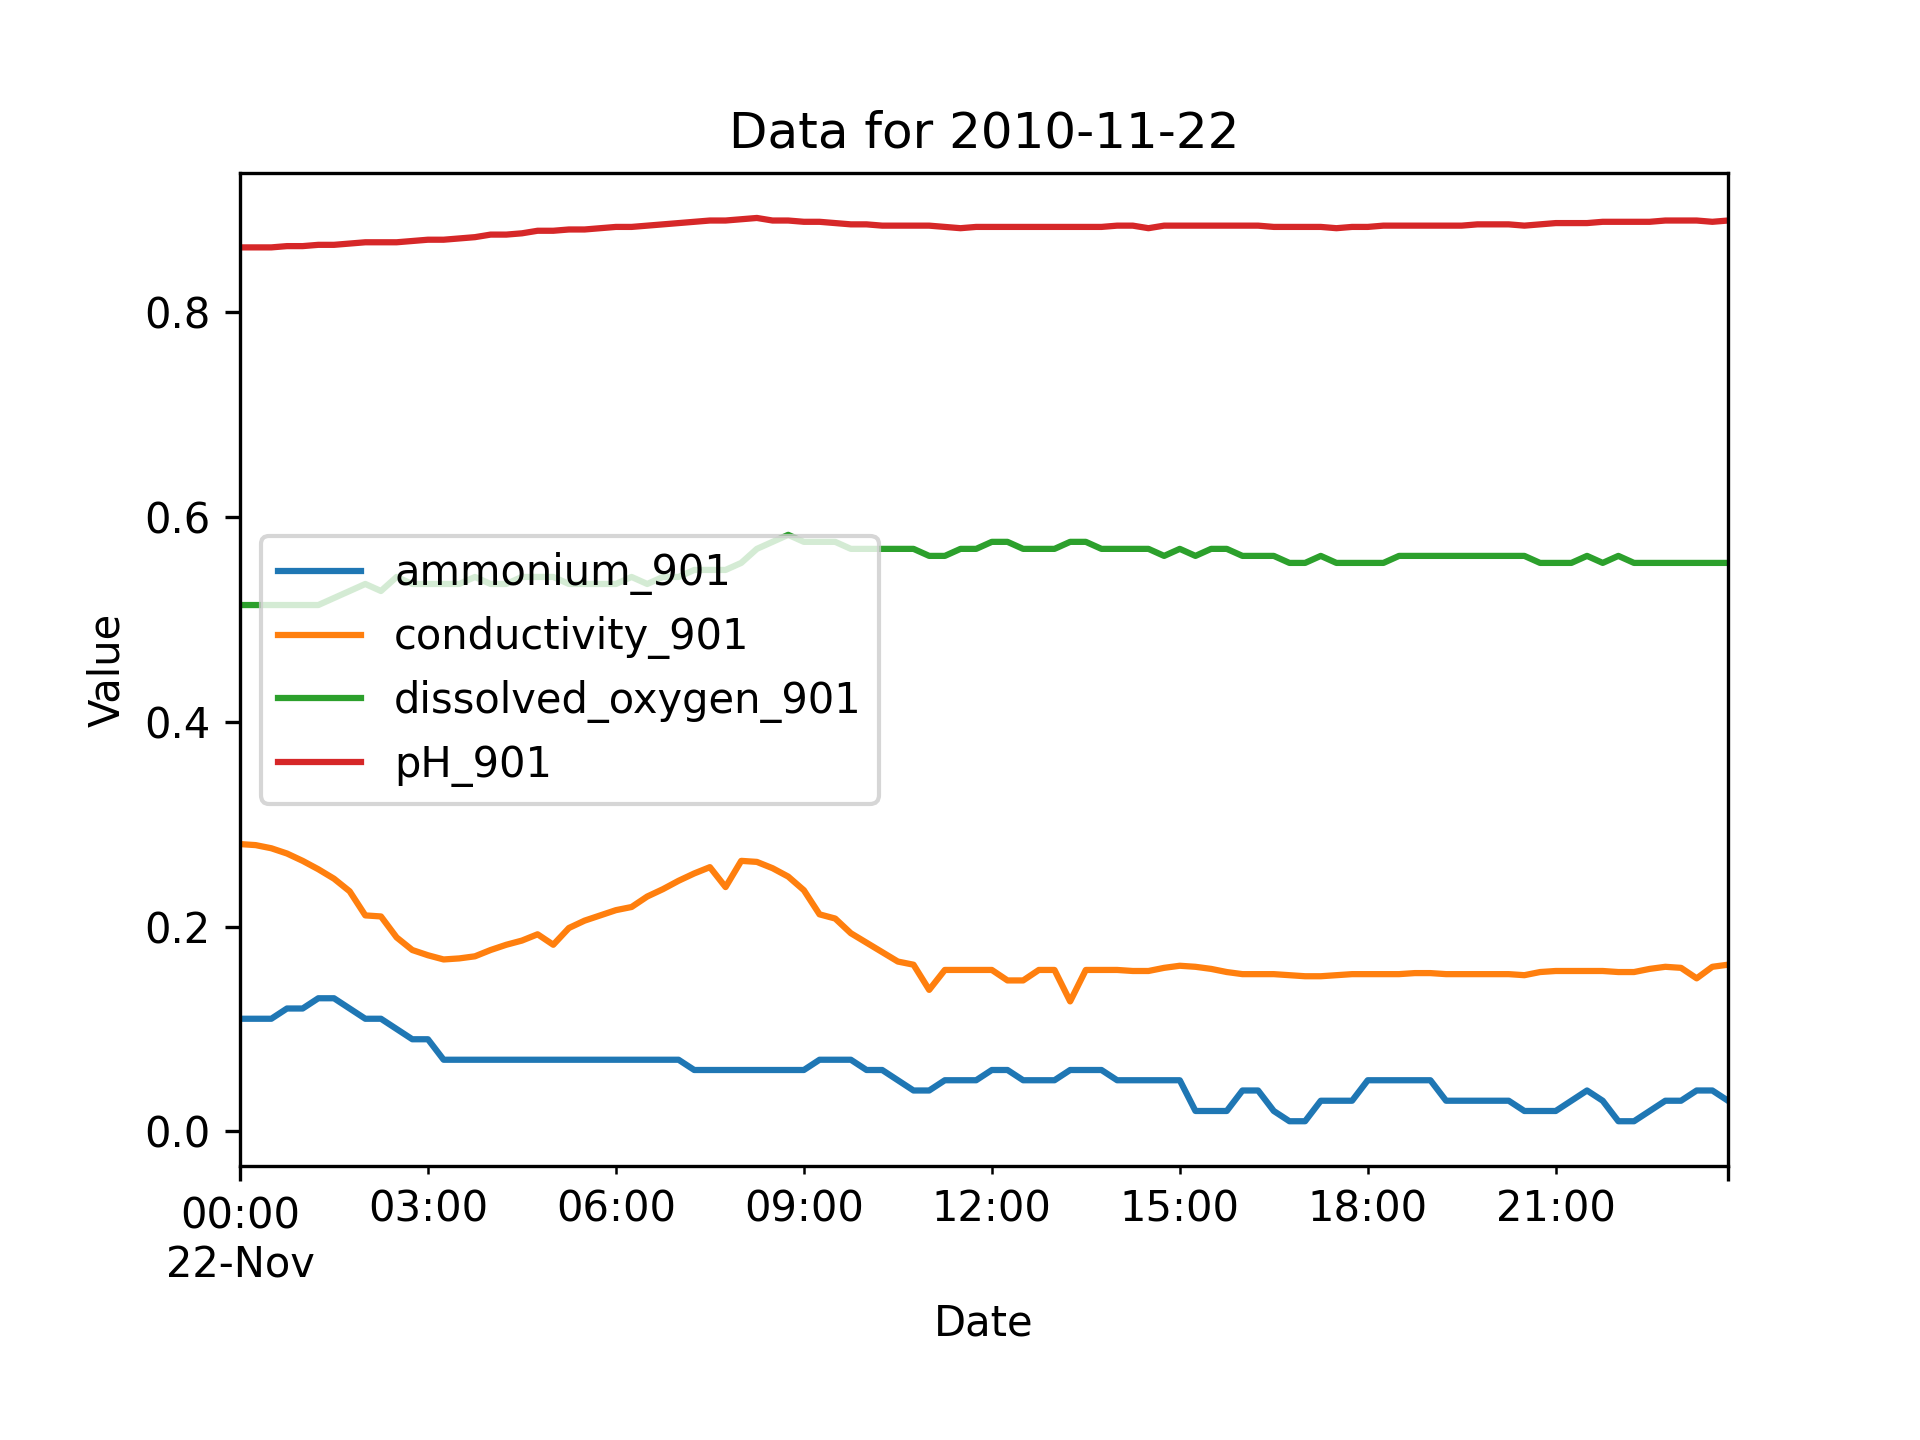 Data for 2010-11-22
Value
0.8
0.6
0.4
0.2
0.0
ammonium_901
conductivity_901
dissolved_oxygen_901
pH_901
00:00 03:00 06:00 09:00 12:00 15:00 18:00 21:00
22-Nov
Date